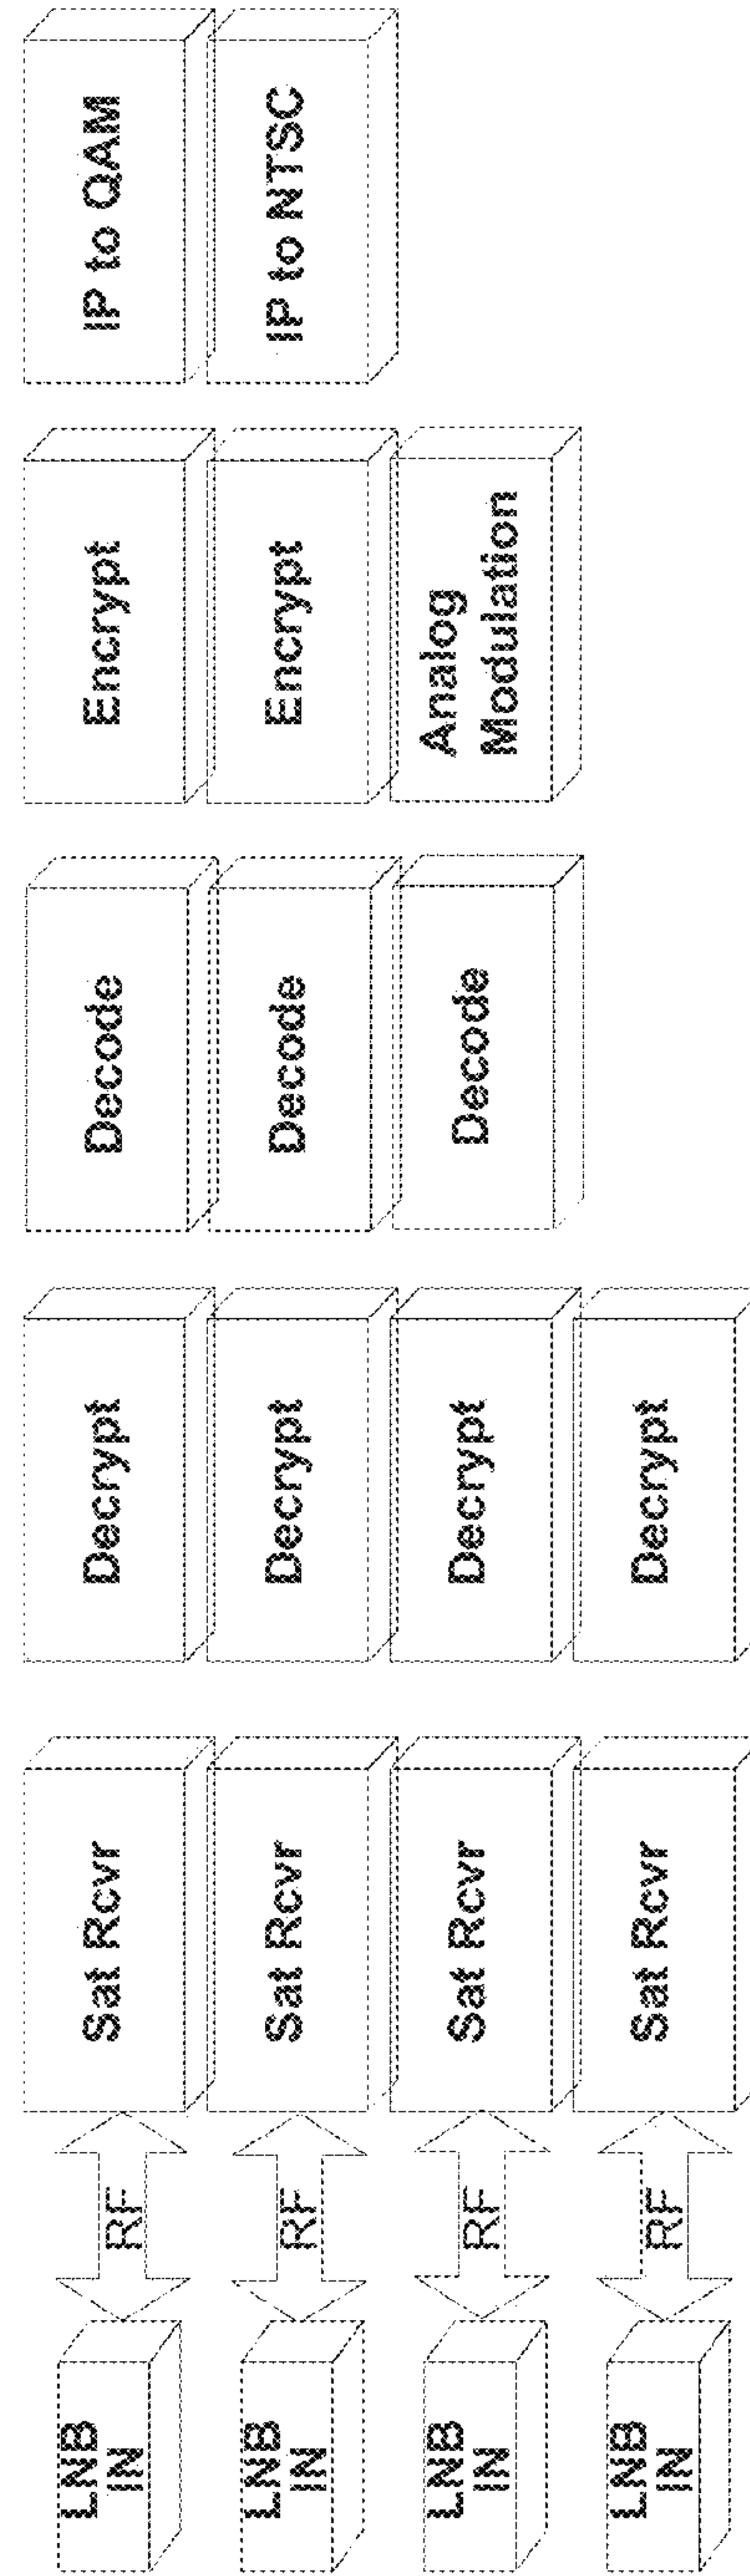 LNB
IN
RF
Sat Rcvr
Decrypt
Decode
Encrypt
IP to QAM
LNB
IN
RF
Sat Rcvr
Decrypt
Decode
Encrypt
IP to NTSC
LNB
IN
RF
Sat Rcvr
Decrypt
Decode
Analog
Modulation
LNB
IN
RF
Sat Rcvr
Decrypt